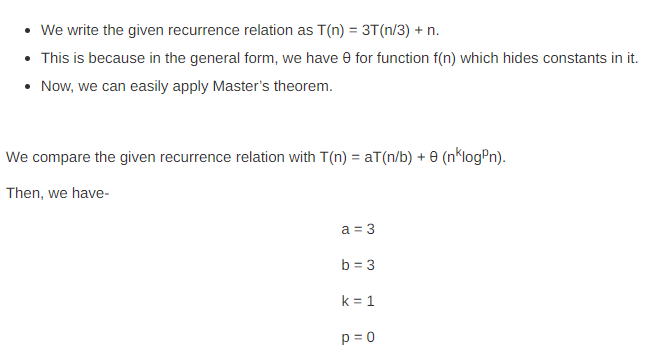 • We write the given recurrence relation as T(n) = 3T(n/3) + n.
• This is because in the general form, we have θ for function f(n) which hides constants in it.
• Now, we can easily apply Master’s theorem.
We compare the given recurrence relation with T(n) = aT(n/b) + θ (nᵏlogᵖn).
Then, we have-
a = 3
b = 3
k = 1
p = 0